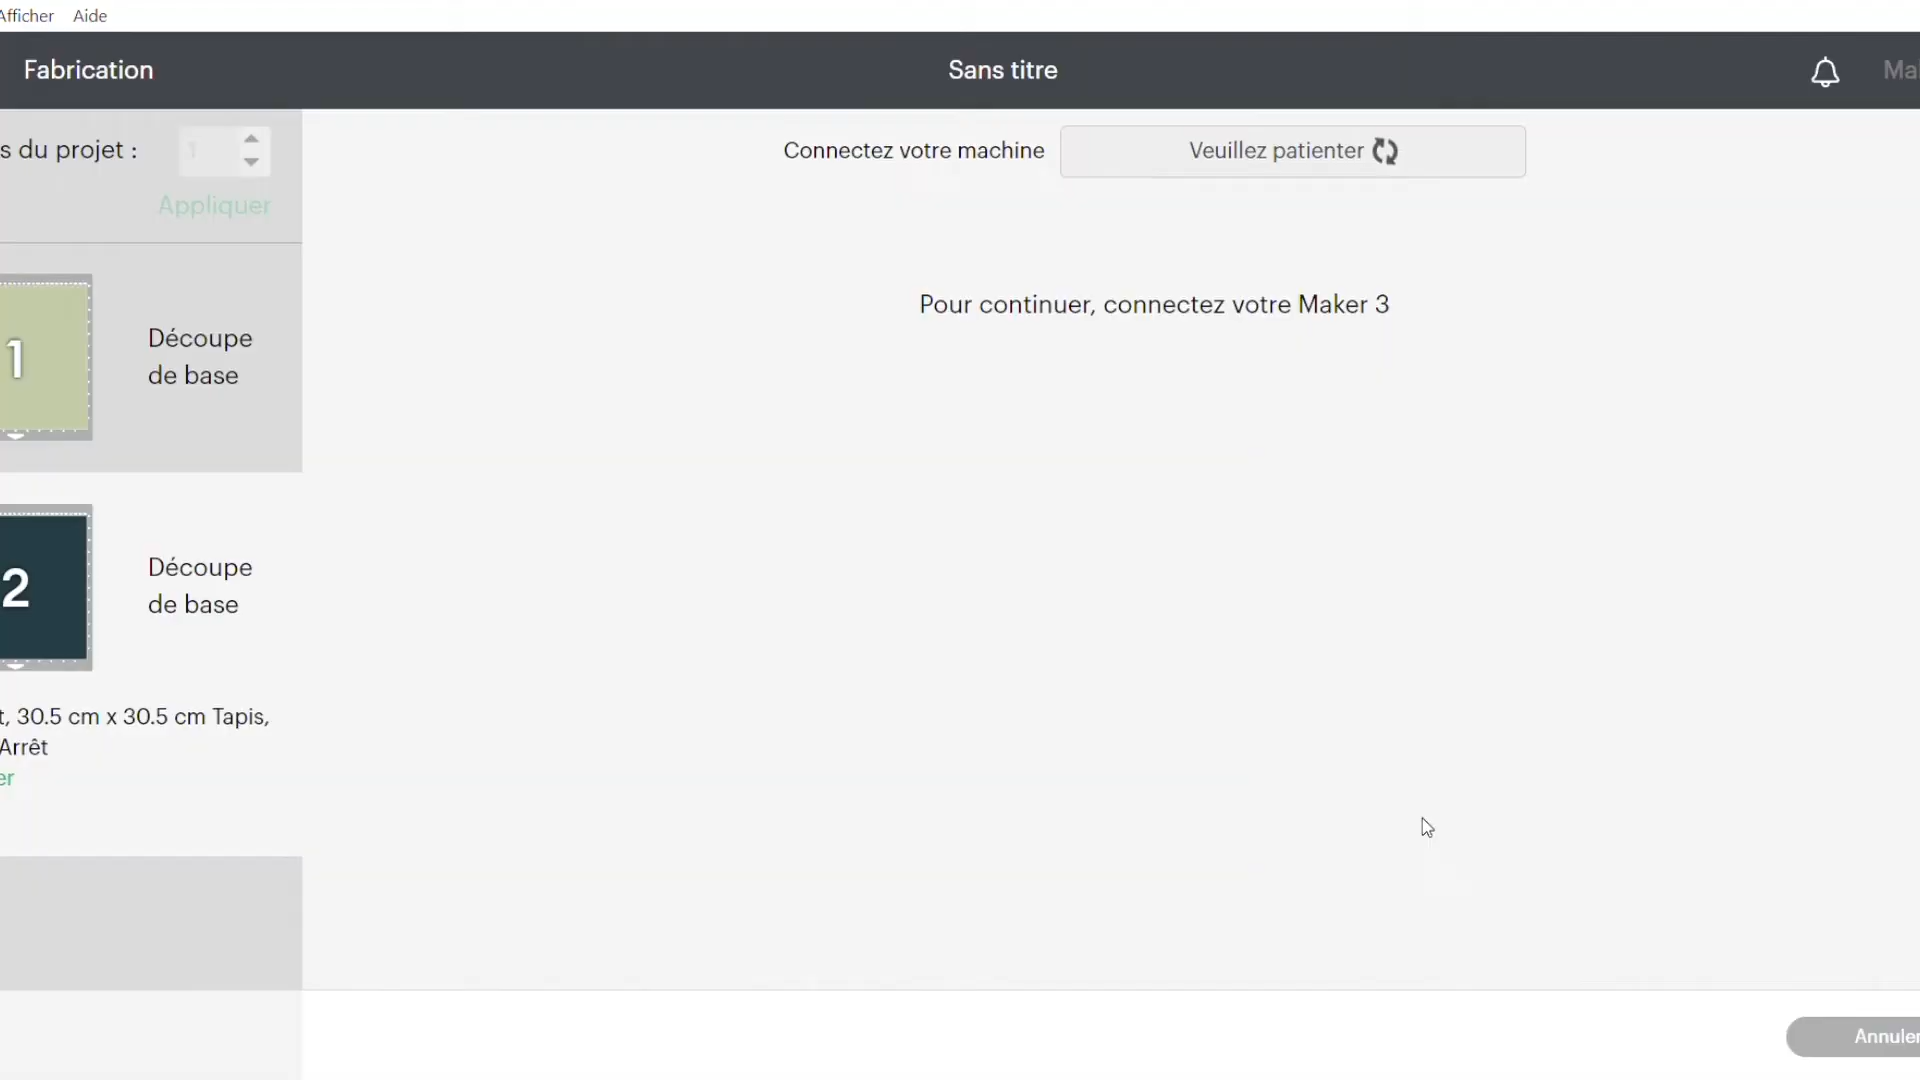 Afficher Aide
Fabrication
Sans titre
s du projet :
1
Connectez votre machine
Veuillez patienter
Appliquer
Pour continuer, connectez votre Maker 3
1
Découpe
de base
2
Découpe
de base
t, 30.5 cm x 30.5 cm Tapis,
Arrêt
er
Annuler